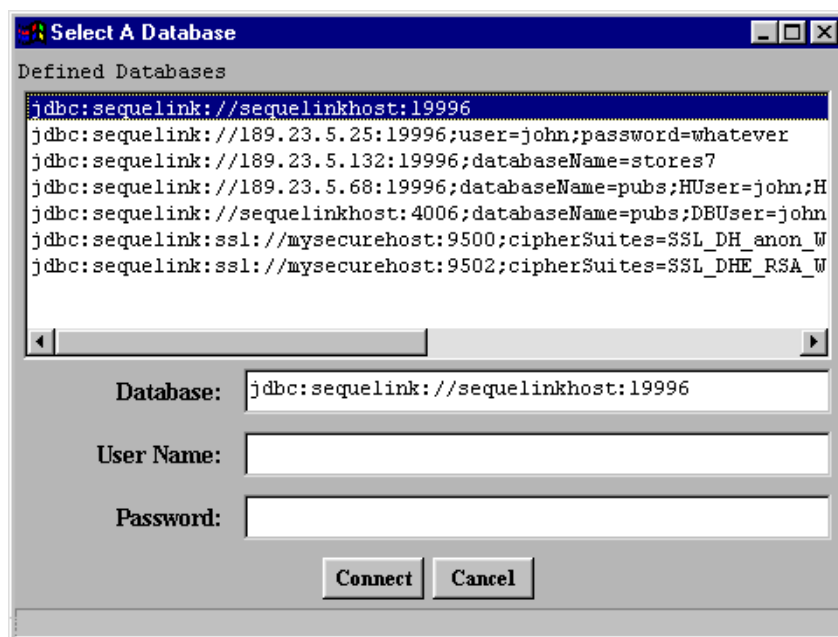 Select A Database
Defined Databases
jdbc:sequelink://sequelinkhost:19996
jdbc:sequelink://189.23.5.25:19996;user=john;password=whatever
jdbc:sequelink://189.23.5.132:19996;databaseName=stores7
jdbc:sequelink://189.23.5.68:19996;databaseName=pubs;HUser=john;H
jdbc:sequelink://sequelinkhost:4006;databaseName=pubs;DBUser=john
jdbc:sequelink:ssl://mysecurehost:9500;cipherSuites=SSL_DH_anon_W
jdbc:sequelink:ssl://mysecurehost:9502;cipherSuites=SSL_DHE_RSA_W
Database: jdbc:sequelink://sequelinkhost:19996
User Name:
Password:
Connect Cancel